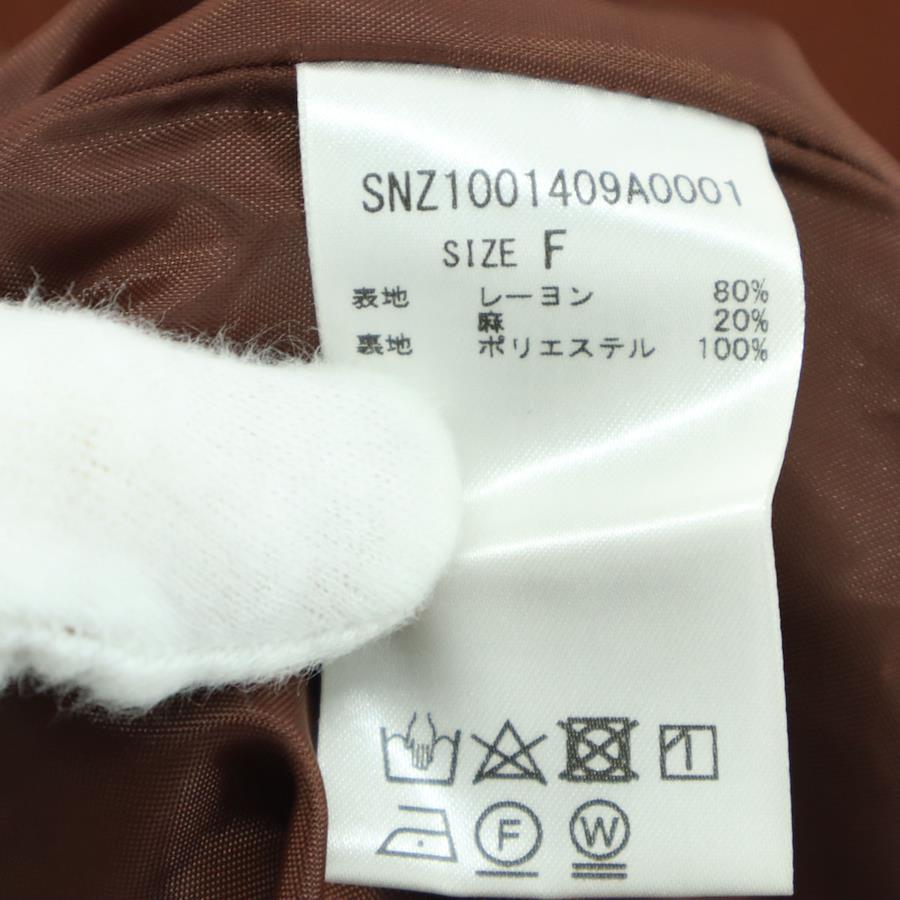 SNZ1001409A0001
SIZE F
表地 レーヨン 80%
麻 20%
裏地 ポリエステル 100%
F W